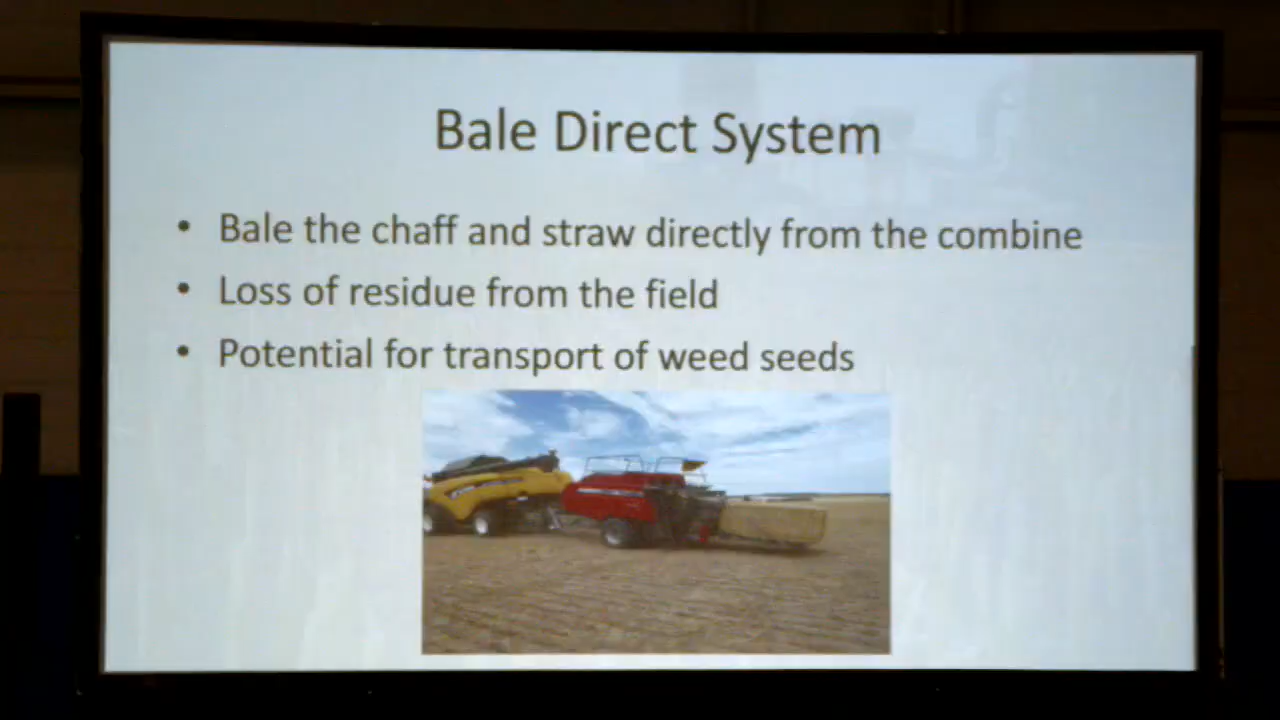 Bale Direct System
• Bale the chaff and straw directly from the combine
• Loss of residue from the field
• Potential for transport of weed seeds